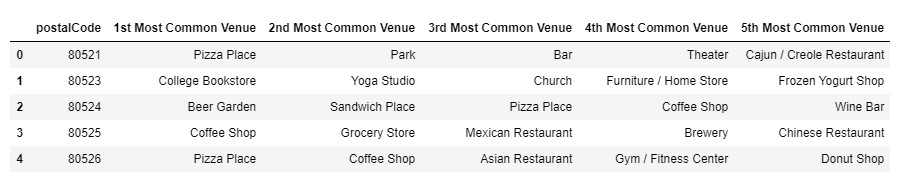 postalCode 1st Most Common Venue 2nd Most Common Venue 3rd Most Common Venue 4th Most Common Venue 5th Most Common Venue
0 80521 Pizza Place Park Bar Theater Cajun / Creole Restaurant
1 80523 College Bookstore Yoga Studio Church Furniture / Home Store Frozen Yogurt Shop
2 80524 Beer Garden Sandwich Place Pizza Place Coffee Shop Wine Bar
3 80525 Coffee Shop Grocery Store Mexican Restaurant Brewery Chinese Restaurant
4 80526 Pizza Place Coffee Shop Asian Restaurant Gym / Fitness Center Donut Shop